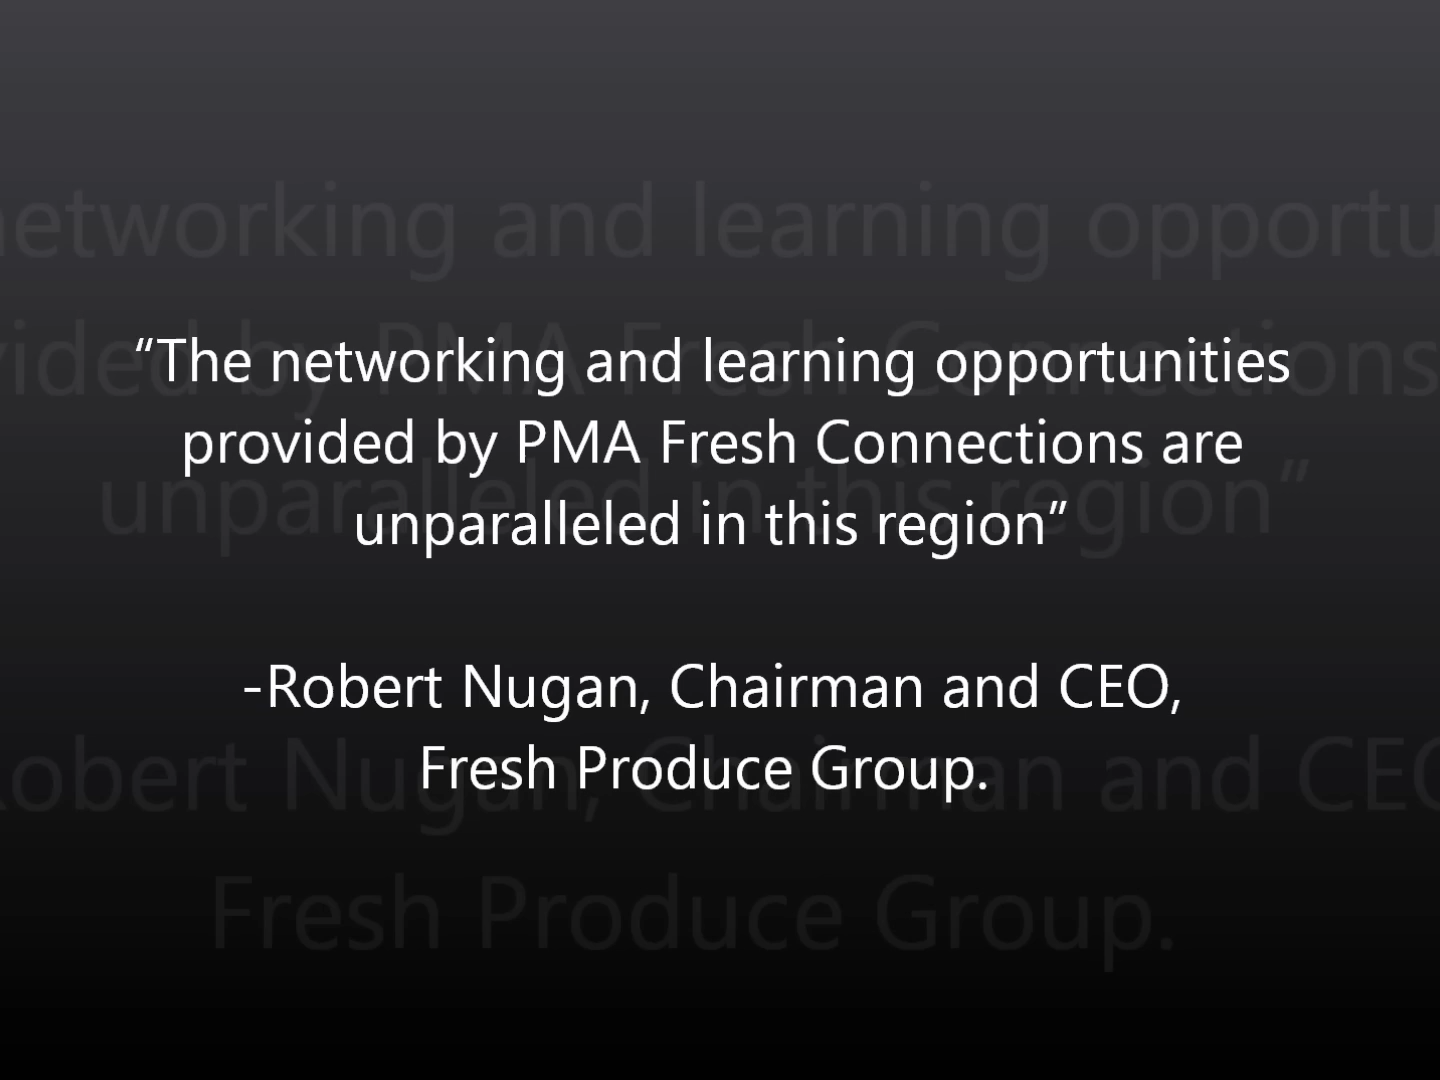 “The networking and learning opportunities
provided by PMA Fresh Connections are
unparalleled in this region”
-Robert Nugan, Chairman and CEO,
Fresh Produce Group.